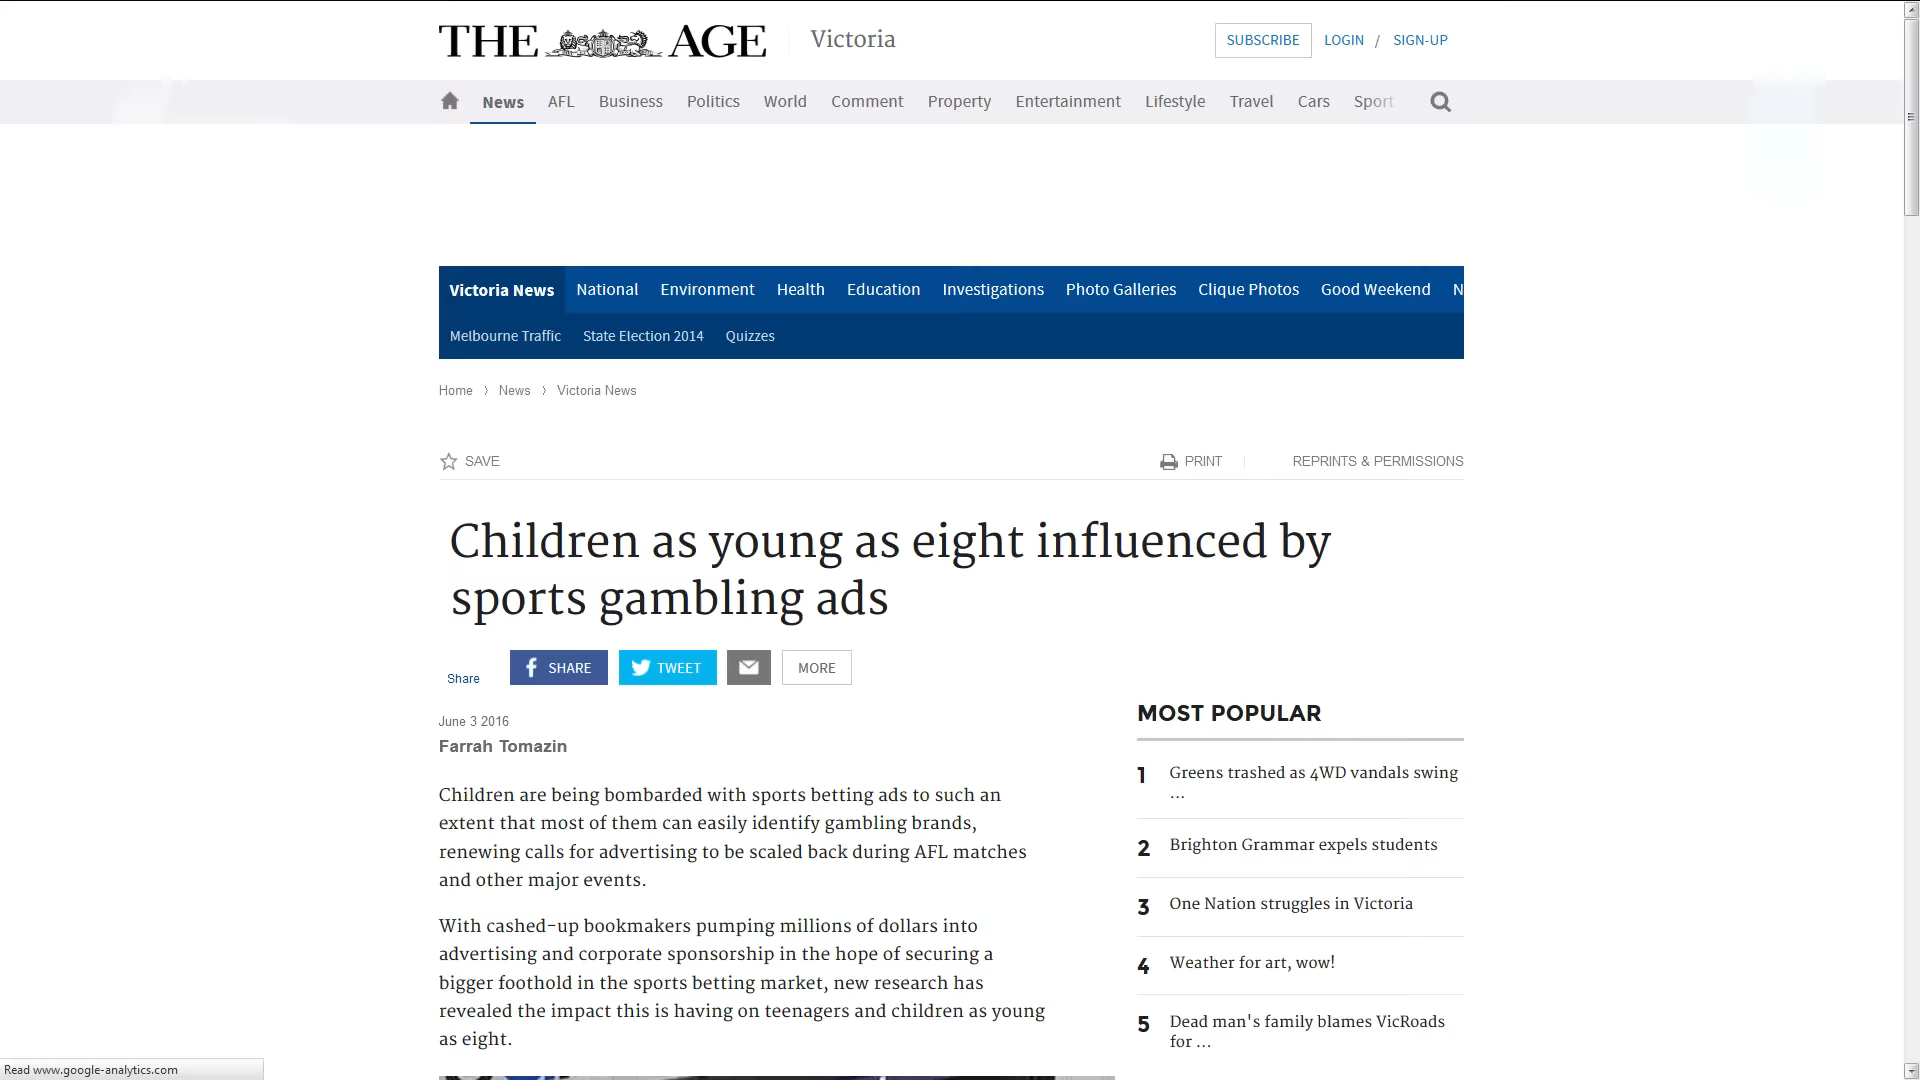 THE AGE Victoria SUBSCRIBE LOGIN / SIGN-UP
News AFL Business Politics World Comment Property Entertainment Lifestyle Travel Cars Sport
Victoria News National Environment Health Education Investigations Photo Galleries Clique Photos Good Weekend N
Melbourne Traffic State Election 2014 Quizzes
Home > News > Victoria News
SAVE PRINT REPRINTS & PERMISSIONS
Children as young as eight influenced by
sports gambling ads
Share SHARE TWEET MORE
June 3 2016
Farrah Tomazin
Children are being bombarded with sports betting ads to such an
extent that most of them can easily identify gambling brands,
renewing calls for advertising to be scaled back during AFL matches
and other major events.
With cashed-up bookmakers pumping millions of dollars into
advertising and corporate sponsorship in the hope of securing a
bigger foothold in the sports betting market, new research has
revealed the impact this is having on teenagers and children as young
as eight.
MOST POPULAR
1 Greens trashed as 4WD vandals swing
...
2 Brighton Grammar expels students
3 One Nation struggles in Victoria
4 Weather for art, wow!
5 Dead man's family blames VicRoads
for ...
Read www.google-analytics.com